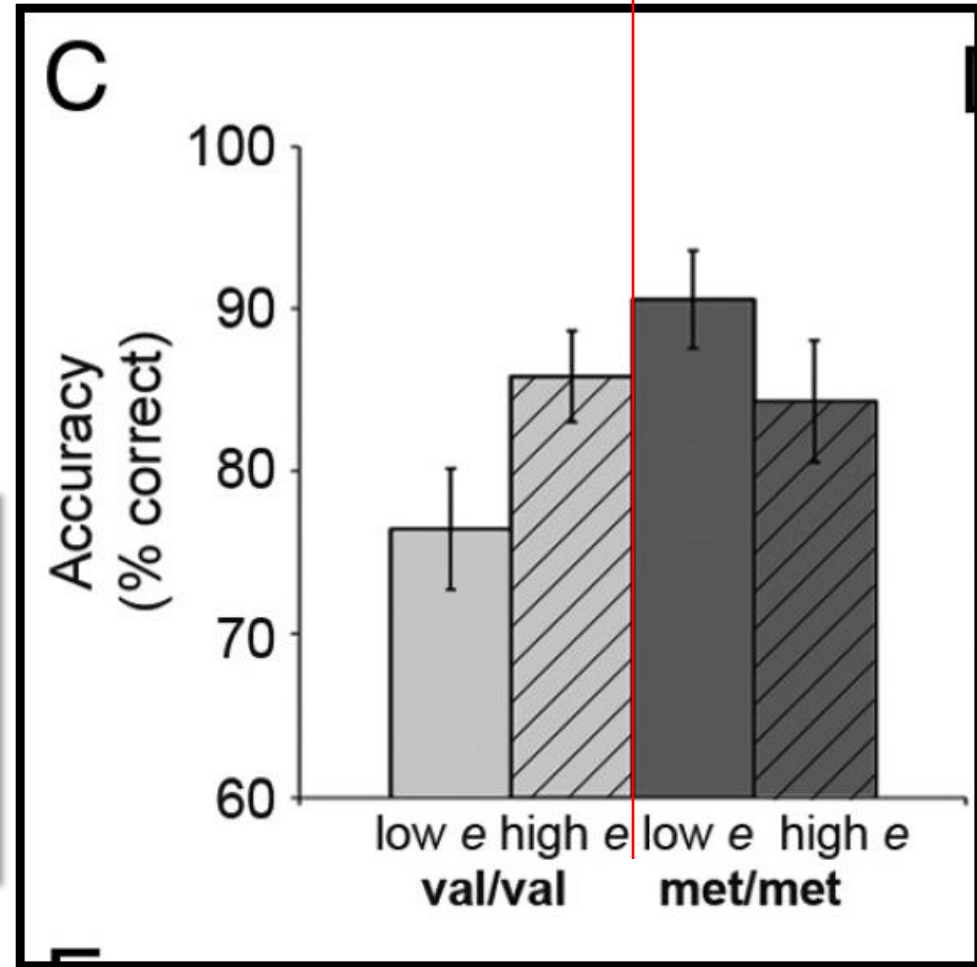 C
100
90
80
70
60
Accuracy
(% correct)
low e high e low e high e
val/val met/met